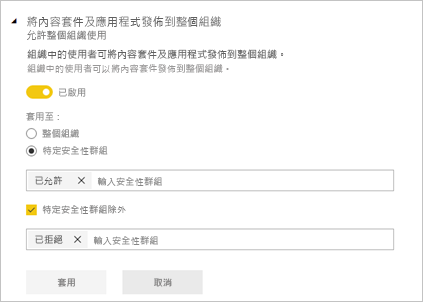 將內容套件及應用程式發佈到整個組織
允許整個組織使用
組織中的使用者可將內容套件及應用程式發佈到整個組織。
組織中的使用者可以將內容套件發佈到整個組織。
已啟用
套用至：
整個組織
特定安全性群組
已允許 輸入安全性群組
特定安全性群組除外
已拒絕 輸入安全性群組
套用 取消